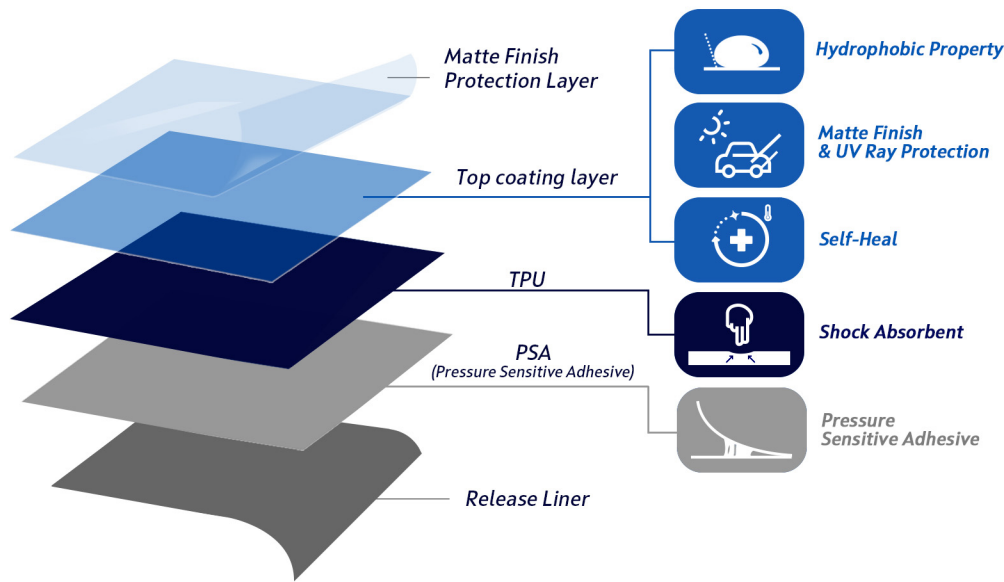 Matte Finish
Protection Layer
Top coating layer
TPU
PSA
(Pressure Sensitive Adhesive)
Release Liner
Hydrophobic Property
Matte Finish
& UV Ray Protection
Self-Heal
Shock Absorbent
Pressure
Sensitive Adhesive